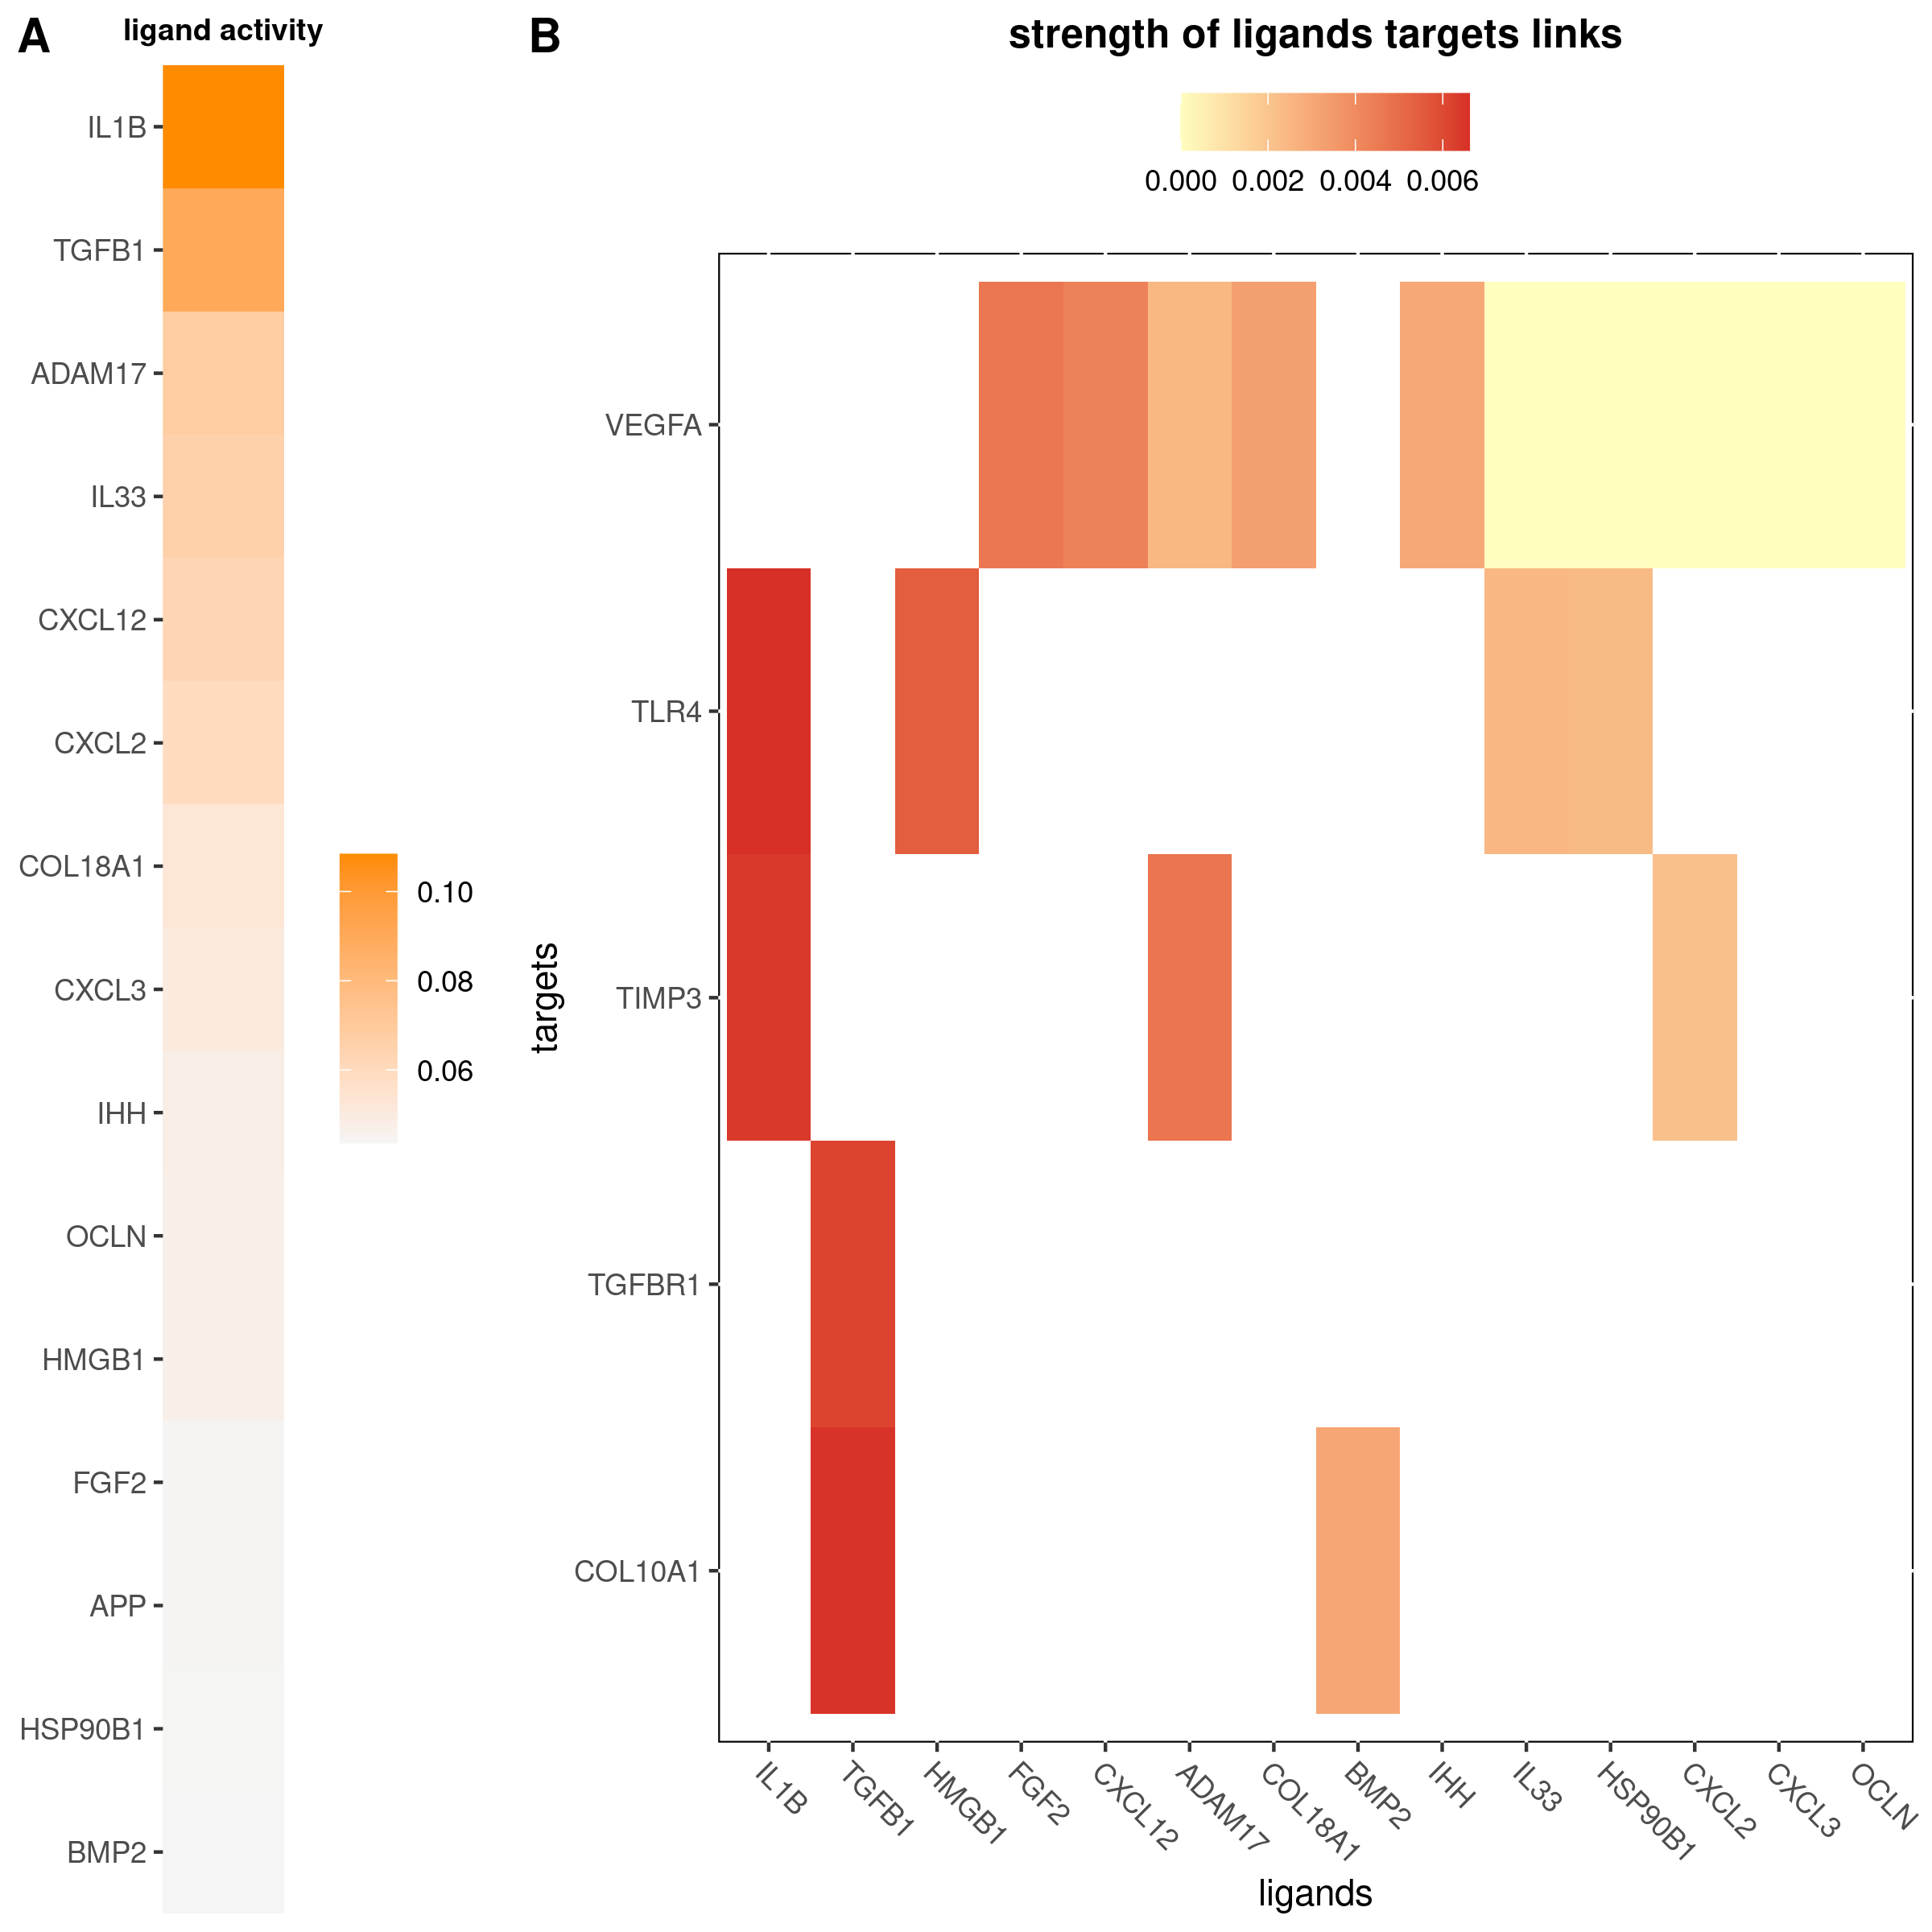 A
ligand activity
IL1B
TGFB1
ADAM17
IL33
CXCL12
CXCL2
COL18A1
CXCL3
IHH
OCLN
HMGB1
FGF2
APP
HSP90B1
BMP2
0.10
0.08
0.06
B
strength of ligands targets links
0.000 0.002 0.004 0.006
targets
VEGFA
TLR4
TIMP3
TGFBR1
COL10A1
IL1B TGFB1 HMGB1 FGF2 CXCL12 ADAM17 COL18A1 BMP2 IHH IL33 HSP90B1 CXCL2 CXCL3 OCLN
ligands